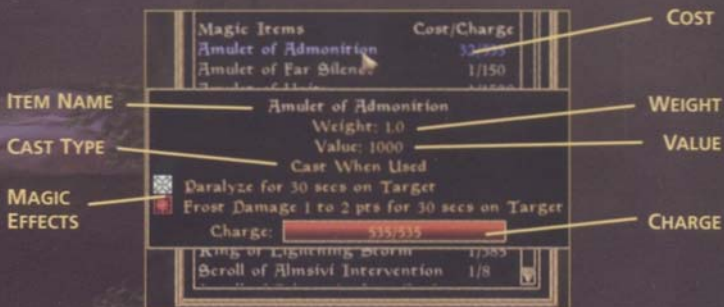 COST
Magic Items Cost/Charge
Amulet of Admonition
Amulet of Far Silence 1/150
ITEM NAME
Amulet of Admonition
WEIGHT
Weight: 1.0
VALUE
Value: 1000
CAST TYPE
Cast When Used
MAGIC EFFECTS
Paralyze for 30 secs on Target
Frost Damage 1 to 2 pts for 30 secs on Target
CHARGE
Charge: 535/535
Ring of Lightning Storm 1/385
Scroll of Almsivi Intervention 1/8